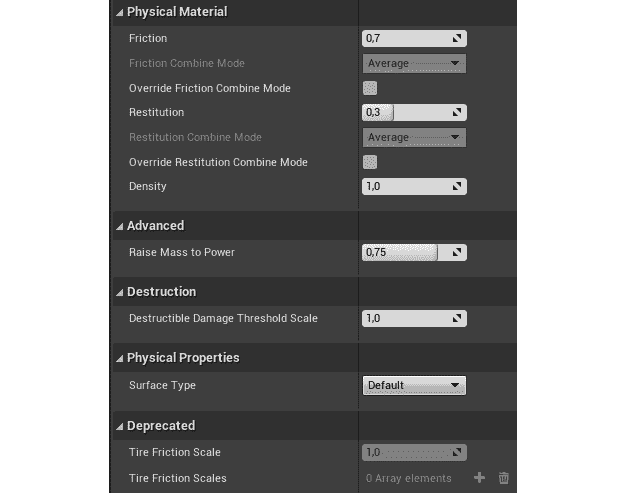 Physical Material
Friction 0,7
Friction Combine Mode Average
Override Friction Combine Mode
Restitution 0,3
Restitution Combine Mode Average
Override Restitution Combine Mode
Density 1,0
Advanced
Raise Mass to Power 0,75
Destruction
Destructible Damage Threshold Scale 1,0
Physical Properties
Surface Type Default
Deprecated
Tire Friction Scale 1,0
Tire Friction Scales 0 Array elements